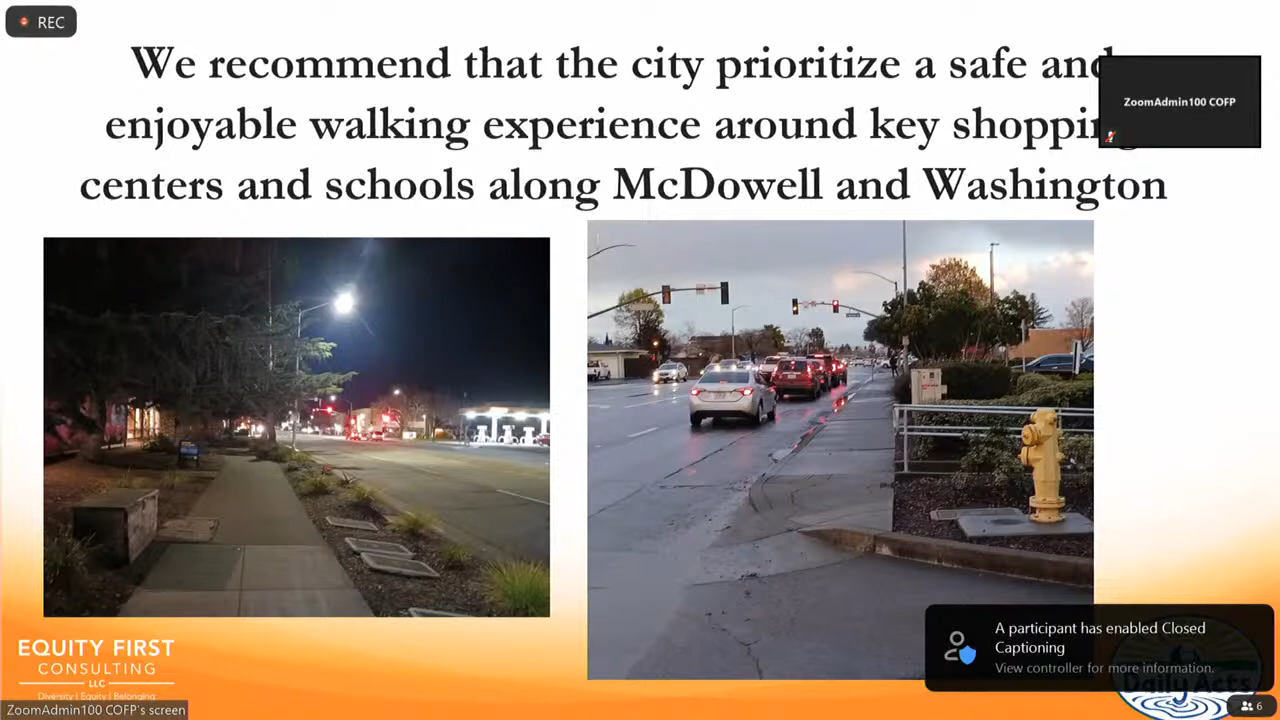 REC
We recommend that the city prioritize a safe and
enjoyable walking experience around key shopping
centers and schools along McDowell and Washington
ZoomAdmin100 COFP
EQUITY FIRST
CONSULTING
LLC
Diversity | Equity | Belonging
ZoomAdmin100 COFP's screen
A participant has enabled Closed
Captioning
View controller for more information.
Daily Acts
6